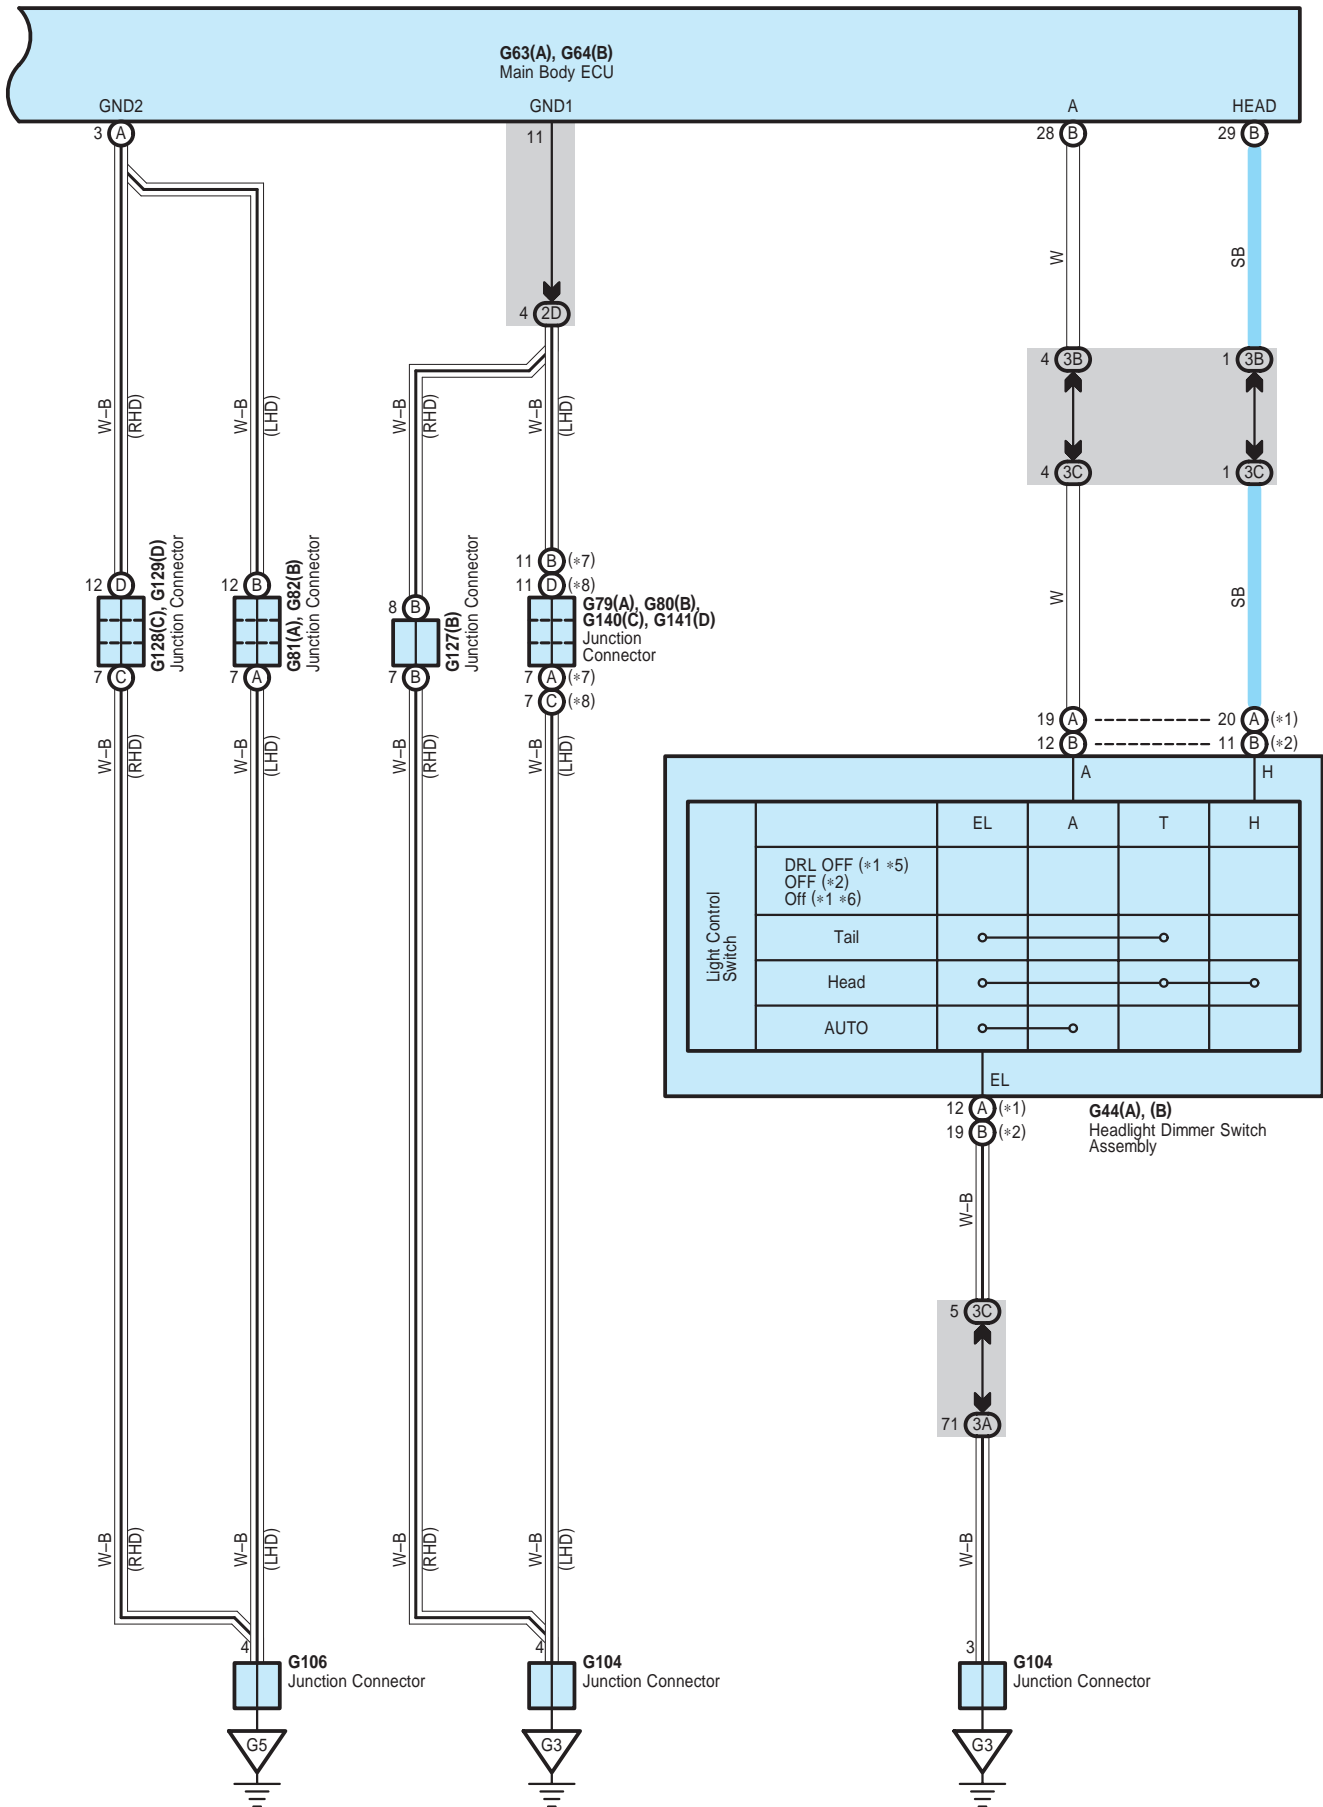 G63(A), G64(B)
Main Body ECU
GND2
GND1
A
HEAD
3 A
11
28 B
29 B
W
SB
4 2D
4 3B
1 3B
W–B
(RHD)
W–B
(LHD)
W–B
(RHD)
W–B
(LHD)
4 3C
1 3C
11 B (*7)
12 D
12 B
11 D (*8)
8 B
G128(C), G129(D)
Junction Connector
G81(A), G82(B)
Junction Connector
G127(B)
Junction Connector
G79(A), G80(B),
G140(C), G141(D)
Junction
Connector
W
SB
7 C
7 A
7 B
7 A (*7)
7 C (*8)
19 A
20 A (*1)
12 B
11 B (*2)
W–B
(RHD)
W–B
(LHD)
W–B
(RHD)
W–B
(LHD)
A
H
Light Control
Switch
EL
A
T
H
DRL OFF (*1 *5)
OFF (*2)
Off (*1 *6)
Tail
Head
AUTO
EL
12 A (*1)
19 B (*2)
G44(A), (B)
Headlight Dimmer Switch
Assembly
W–B
5 3C
71 3A
W–B
(RHD)
W–B
(LHD)
W–B
(RHD)
W–B
(LHD)
W–B
4
G106
Junction Connector
4
G104
Junction Connector
3
G104
Junction Connector
G5
G3
G3